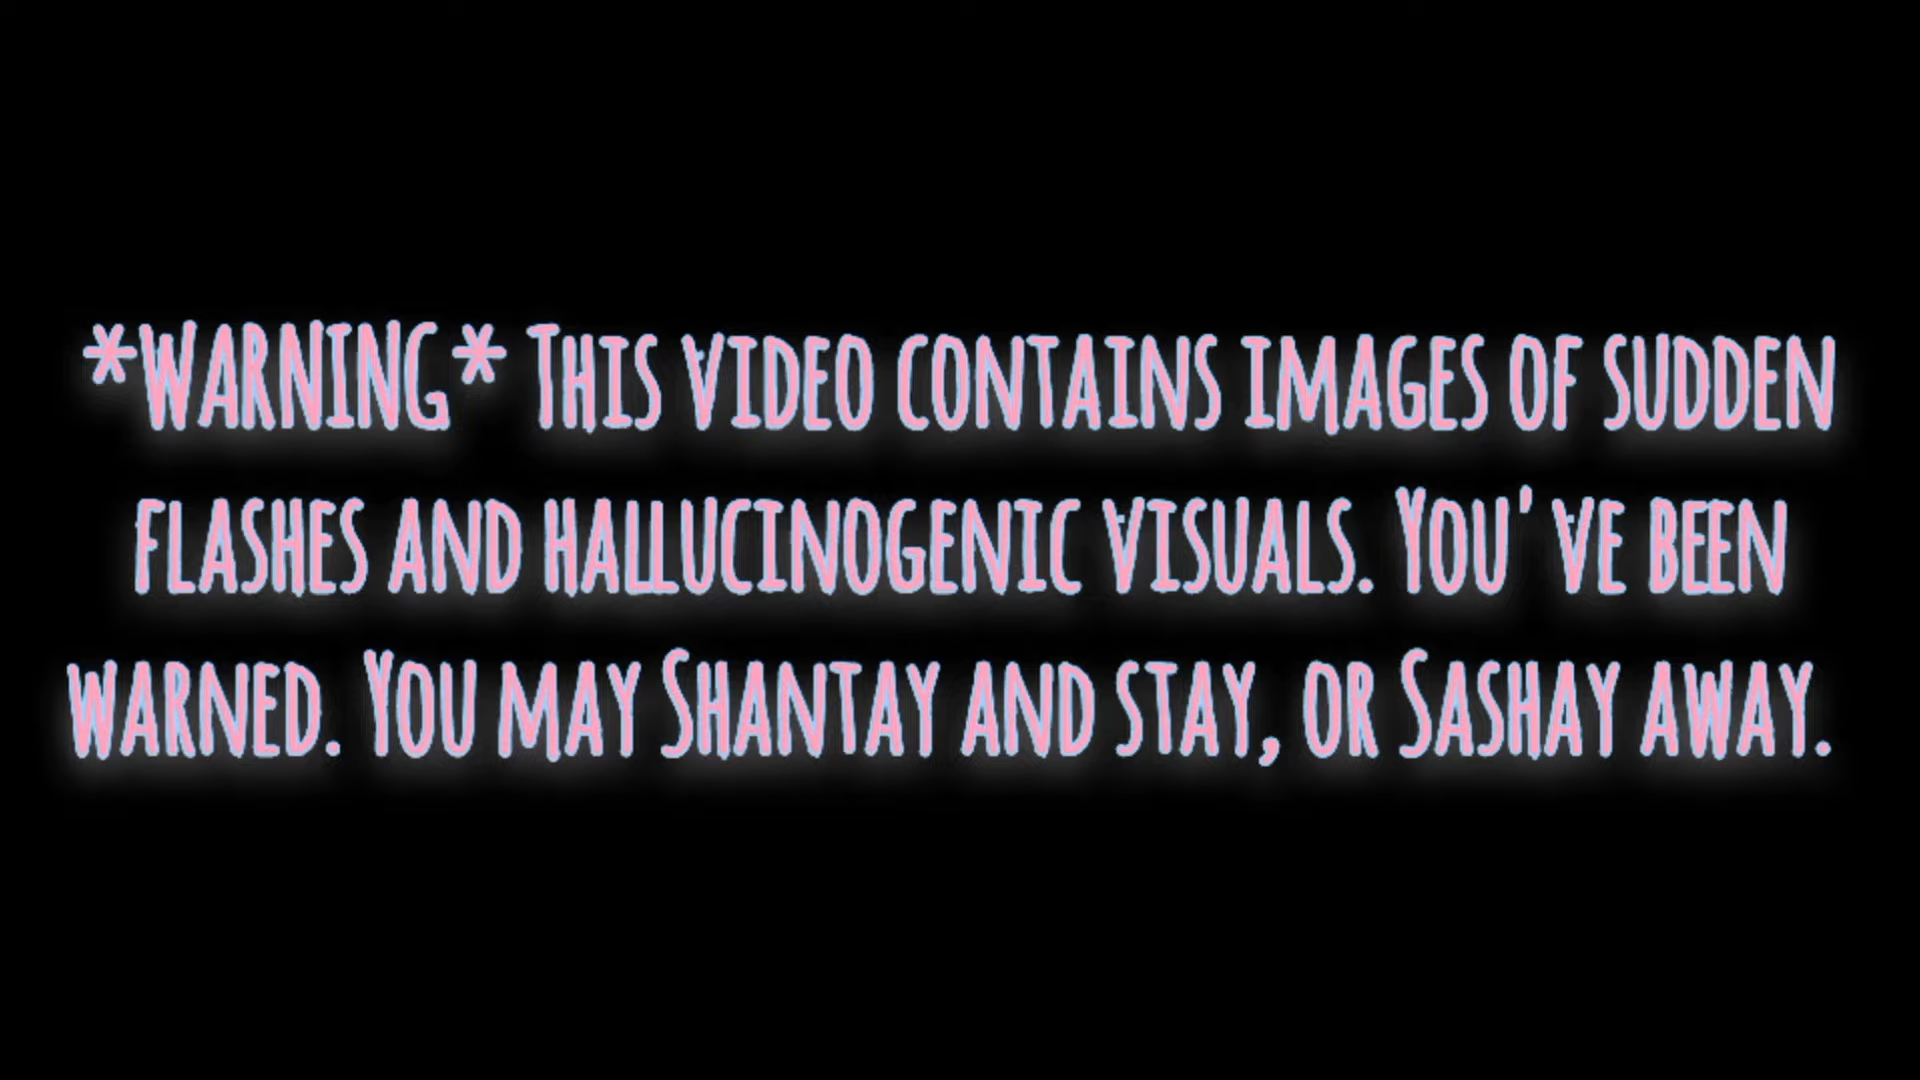 *WARNING* This video contains images of sudden
flashes and hallucinogenic visuals. You've been
warned. You may Shantay and stay, or Sashay away.